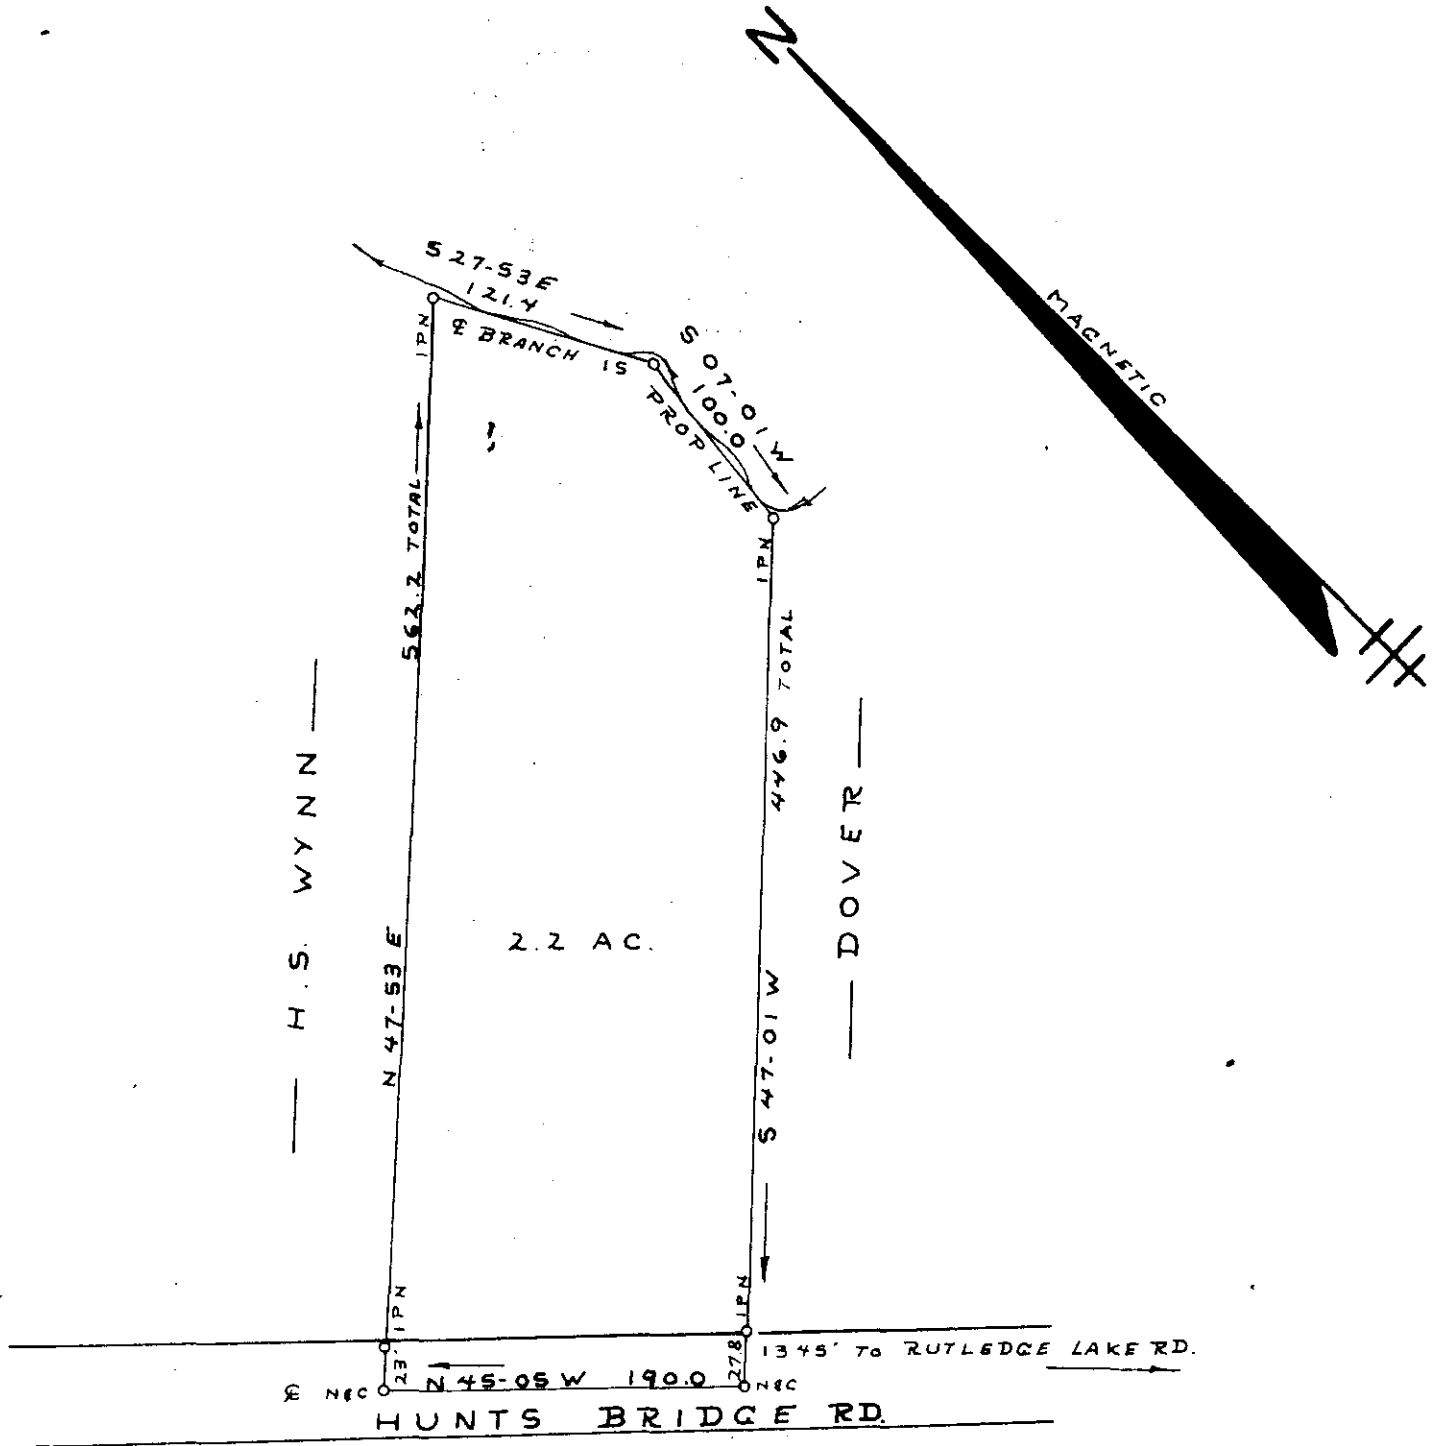 N
MAGNETIC
S 27-53 E
121.4
℄ BRANCH IS
PROP LINE
S 07-01 W
100.0
IPN
562.2 TOTAL
N 47-53 E
H.S. WYNN
2.2 AC.
IPN
446.9 TOTAL
S 47-01 W
DOVER
IPN
IPN
23'
27.8
1345' TO RUTLEDGE LAKE RD.
℄ N&C
N 45-05 W 190.0
N&C
HUNTS BRIDGE RD.